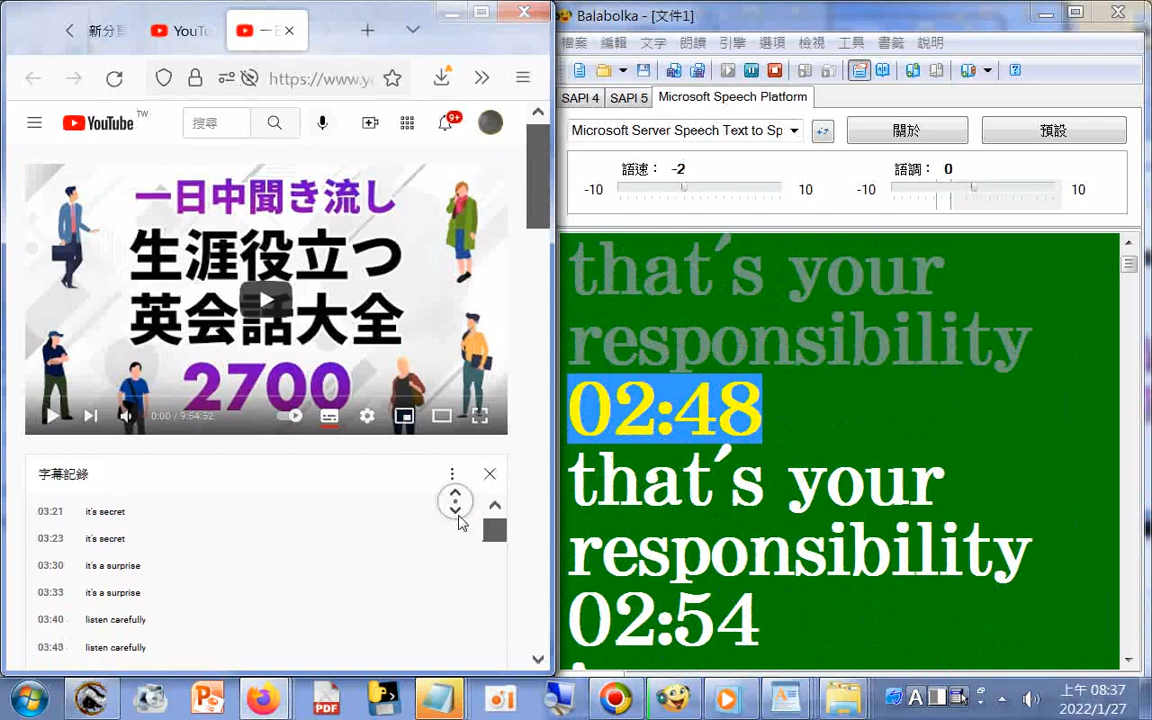 新分頁
YouTu
一 E
https://www.y
YouTube
TW
搜尋
9+
一日中聞き流し
生涯役立つ
英会話大全
2700
0:00 / 9:54:52
字幕記錄
03:21 it's secret
03:23 it's secret
03:30 it's a surprise
03:33 it's a surprise
03:40 listen carefully
03:48 listen carefully
Balabolka - [文件1]
檔案 編輯 文字 朗讀 引擎 選項 檢視 工具 書籤 說明
SAPI 4 SAPI 5 Microsoft Speech Platform
Microsoft Server Speech Text to Sp
關於
預設
語速： -2
語調： 0
-10 10
-10 10
that´s your
responsibility
02:48
that´s your
responsibility
02:54
PDF
A
上午 08:37
2022/1/27